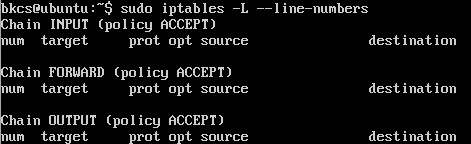 bkcs@ubuntu:~$ sudo iptables -L --line-numbers
Chain INPUT (policy ACCEPT)
num  target     prot opt source               destination

Chain FORWARD (policy ACCEPT)
num  target     prot opt source               destination

Chain OUTPUT (policy ACCEPT)
num  target     prot opt source               destination